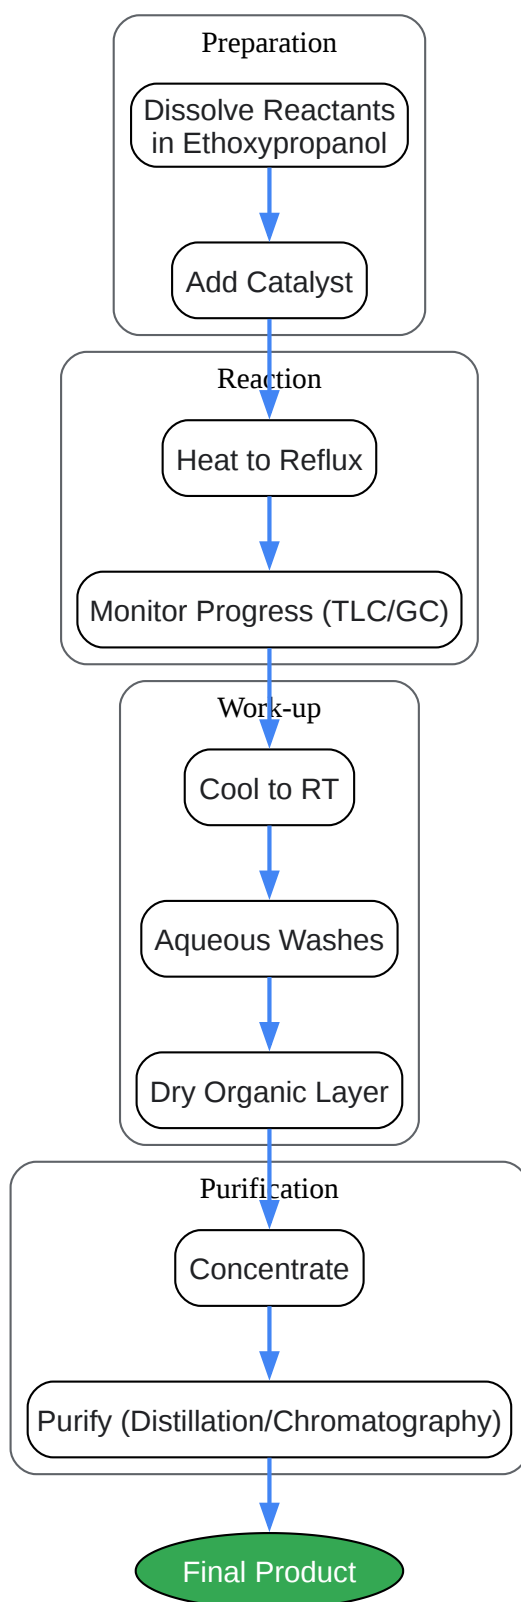 Preparation
Dissolve Reactants
in Ethoxypropanol
Add Catalyst
Reaction
Heat to Reflux
Monitor Progress (TLC/GC)
Work-up
Cool to RT
Aqueous Washes
Dry Organic Layer
Purification
Concentrate
Purify (Distillation/Chromatography)
Final Product